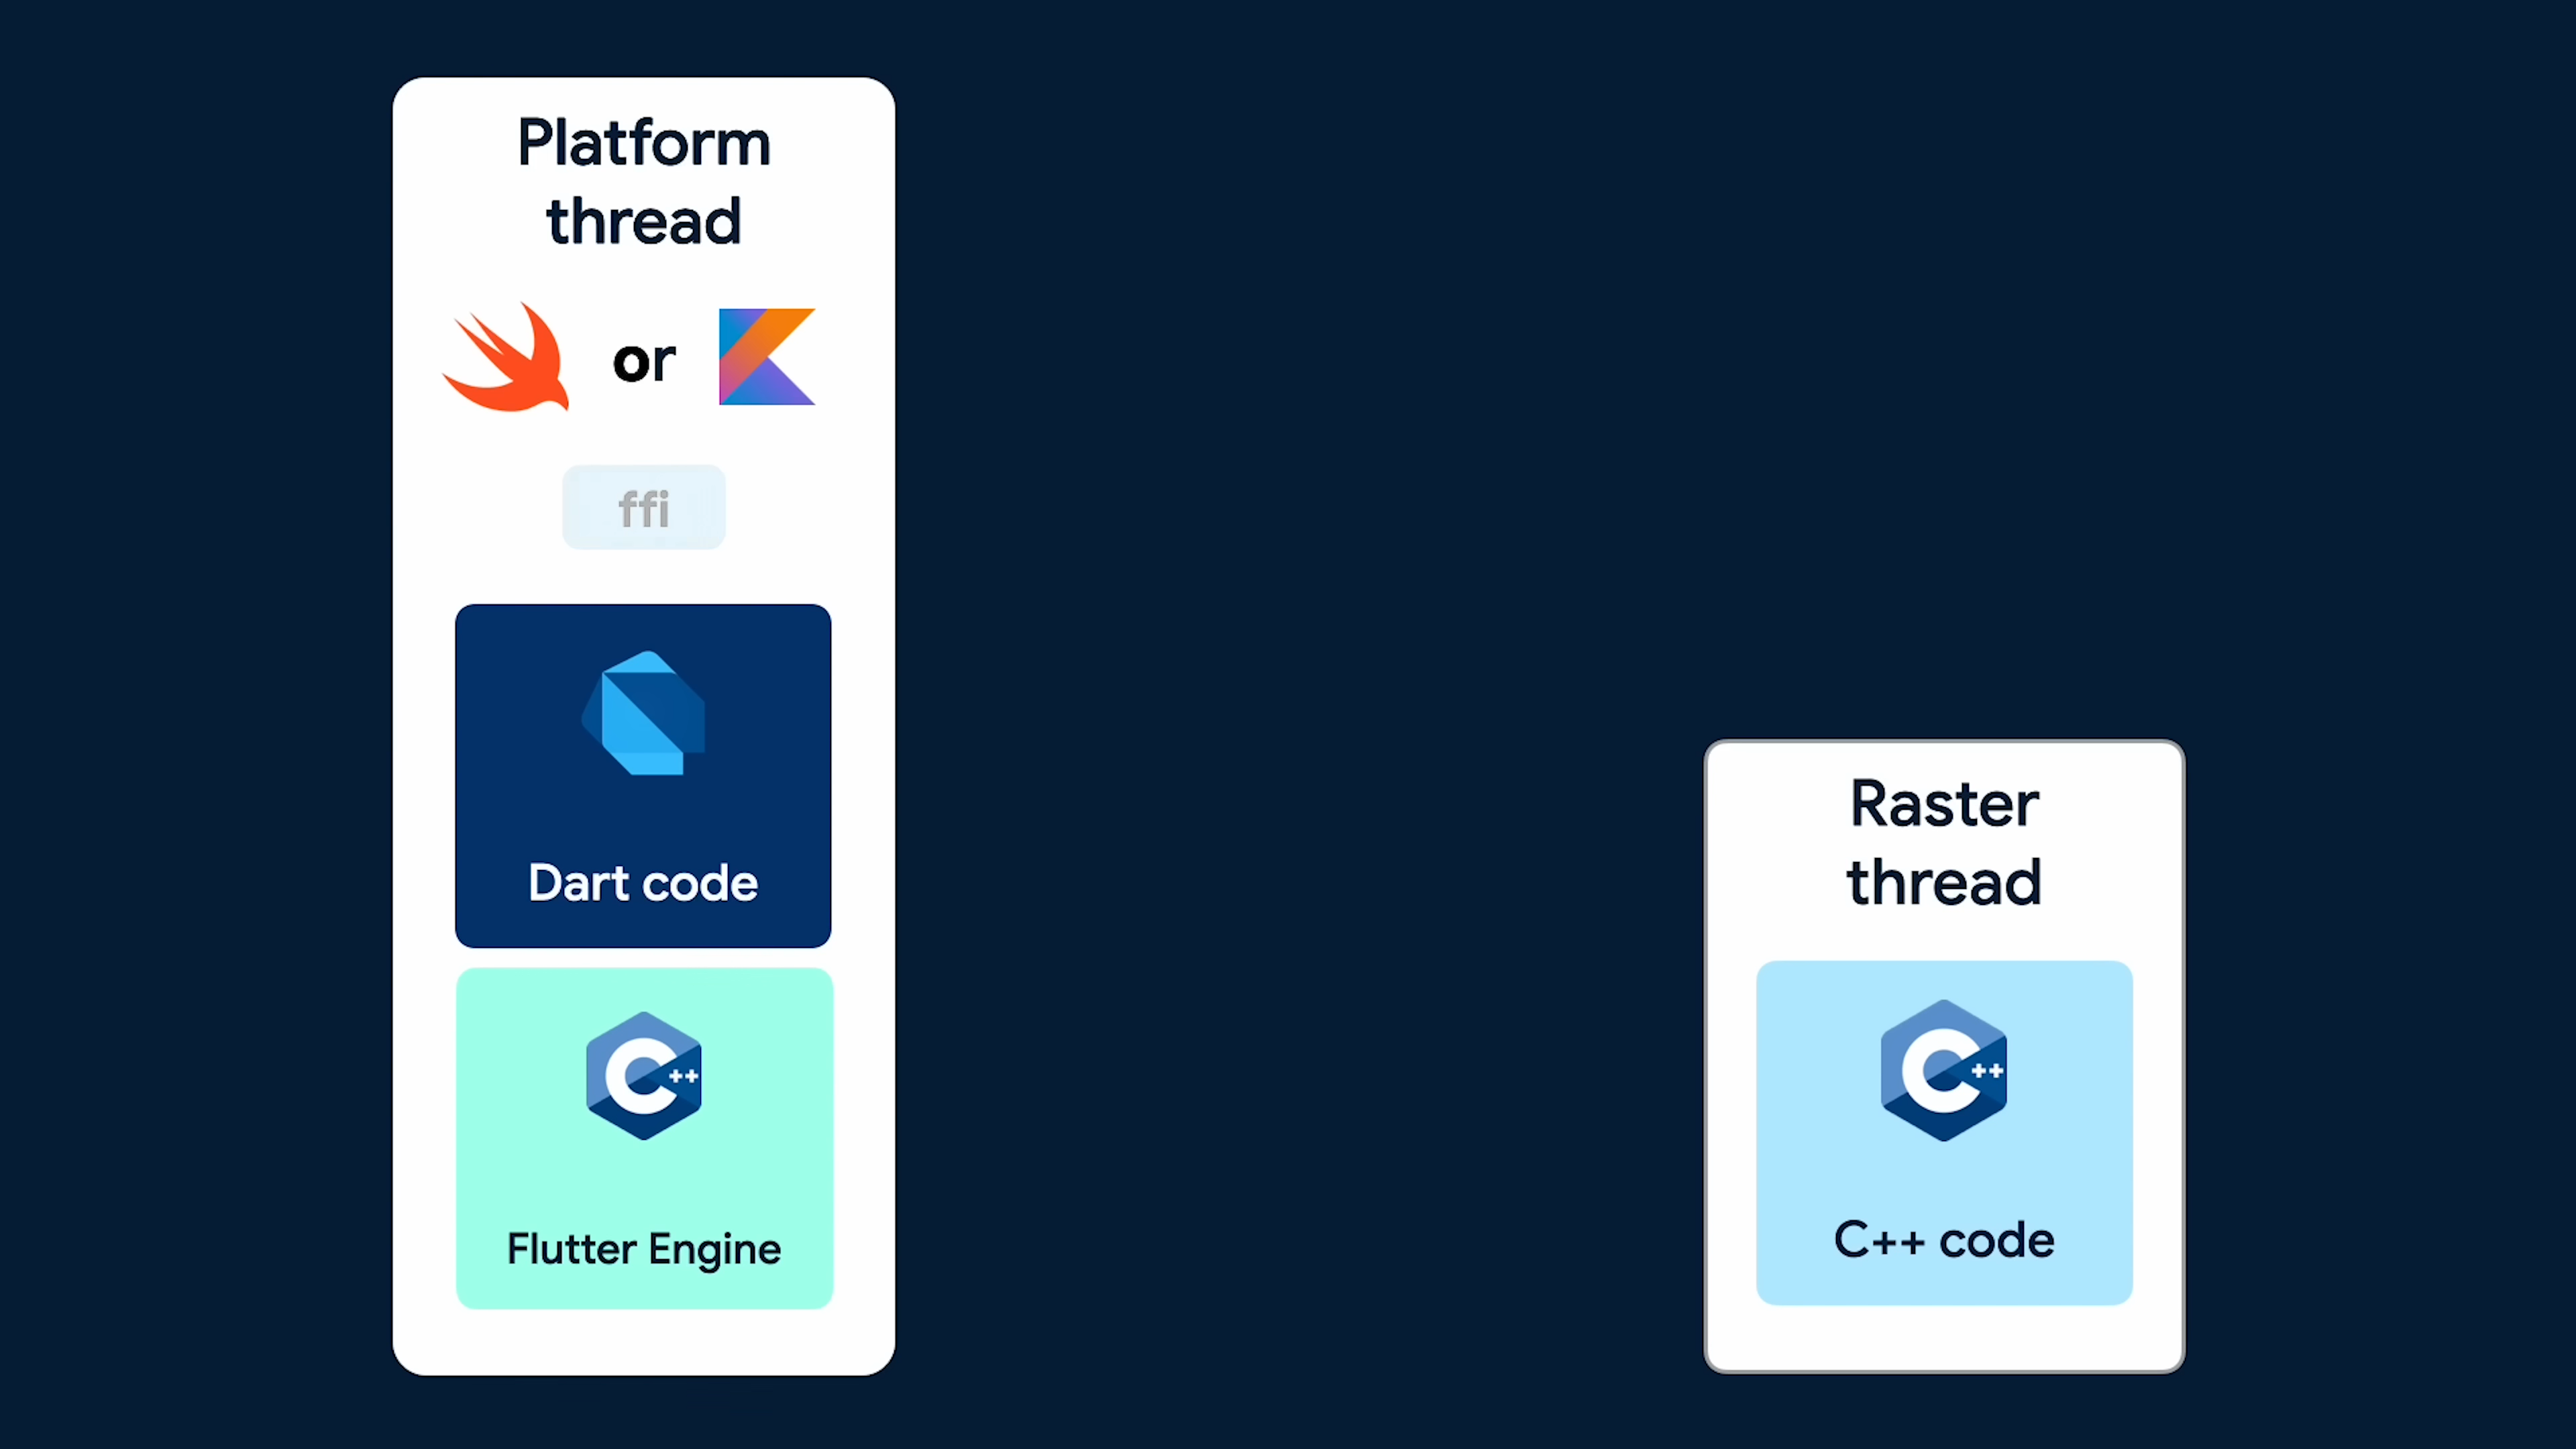 Platform
thread
or
ffi
Dart code
C++
Flutter Engine
Raster
thread
C++
C++ code